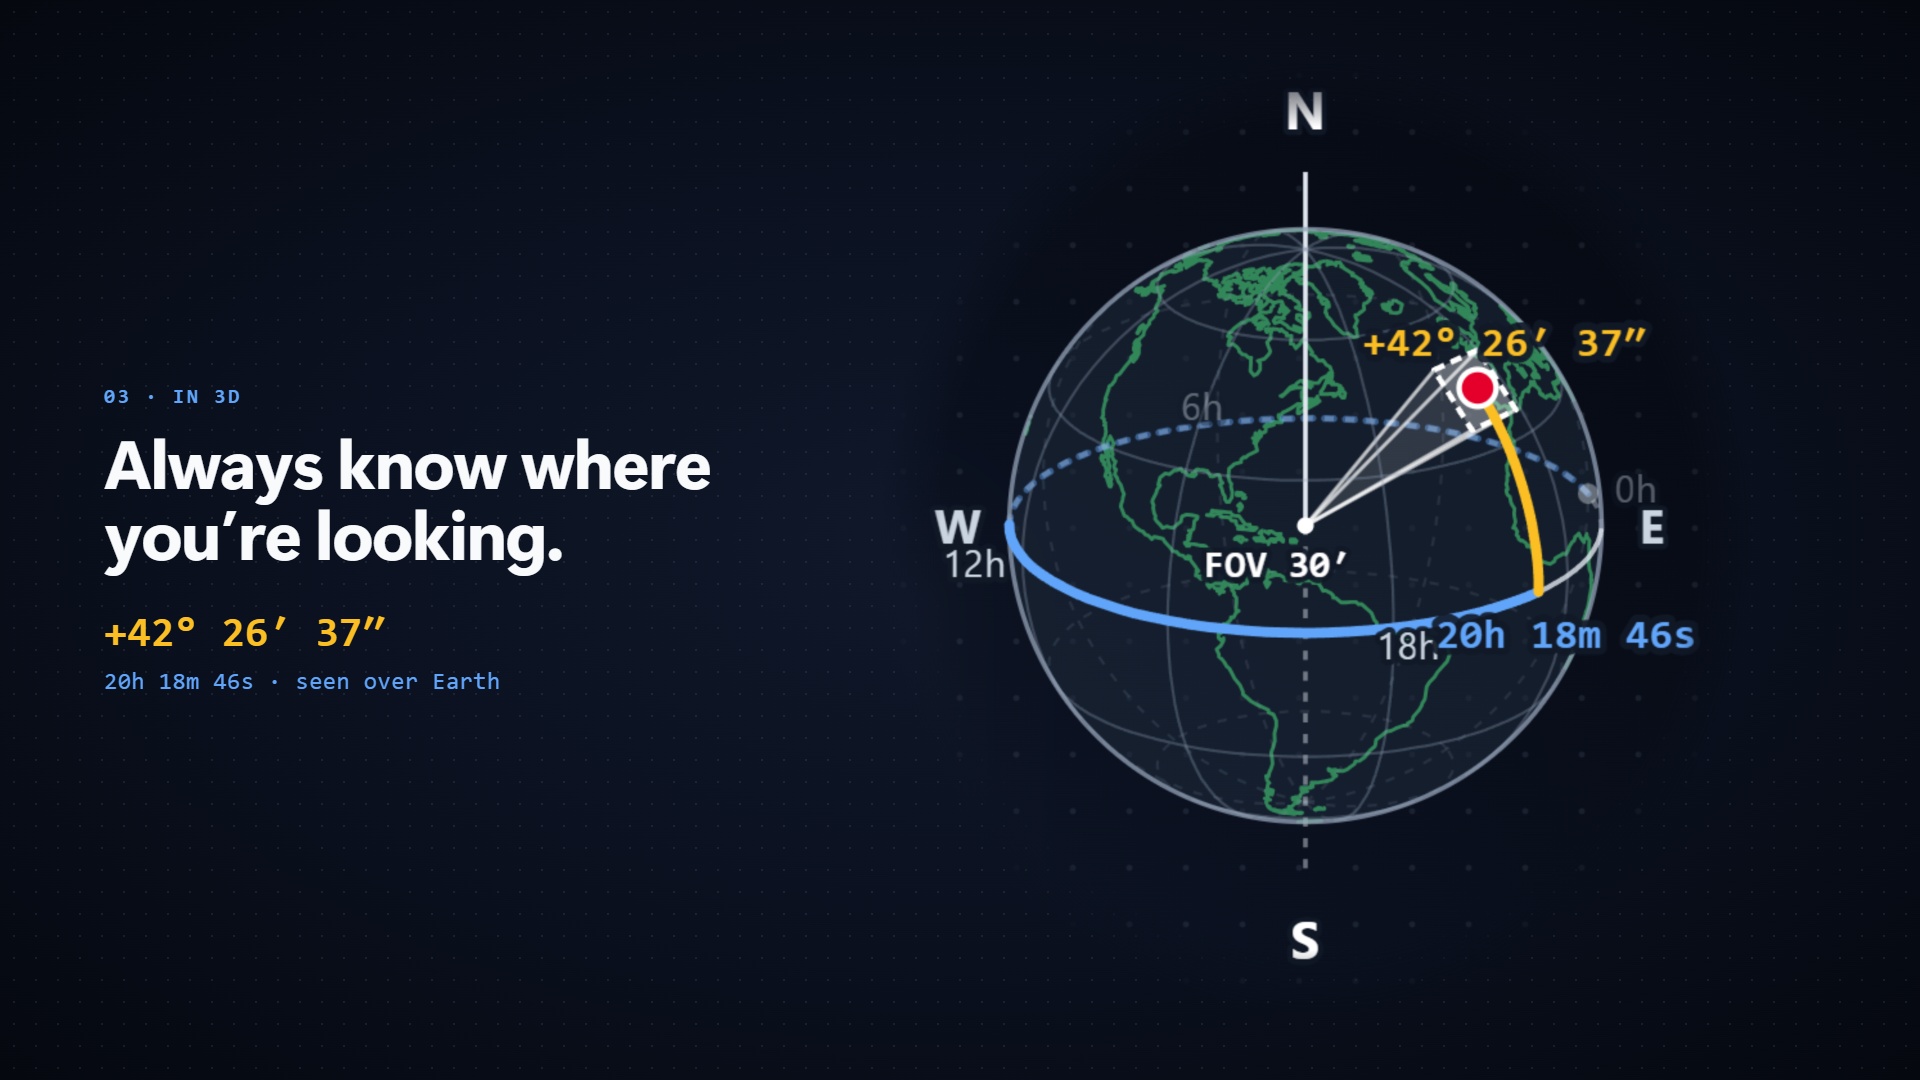 03 · IN 3D
Always know where
you’re looking.
+42° 26′ 37″
20h 18m 46s · seen over Earth
N
+42° 26′ 37″
6h
0h
W
E
12h
FOV 30′
18h
20h 18m 46s
S